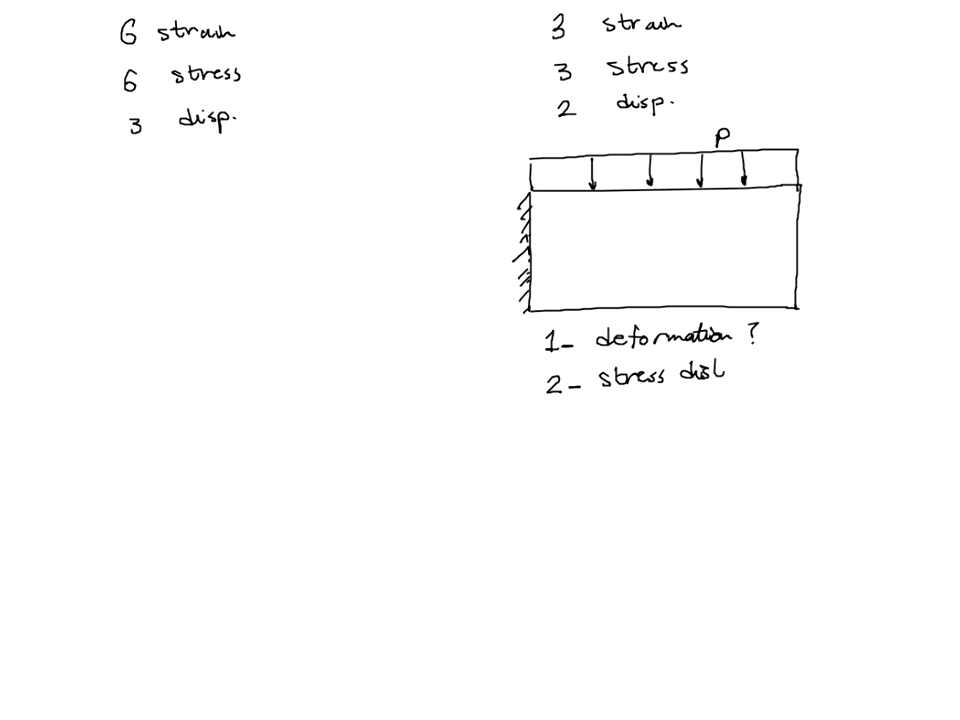 6 strain
6 stress
3 disp.
3 strain
3 stress
2 disp.
P
1- deformation ?
2- stress dist